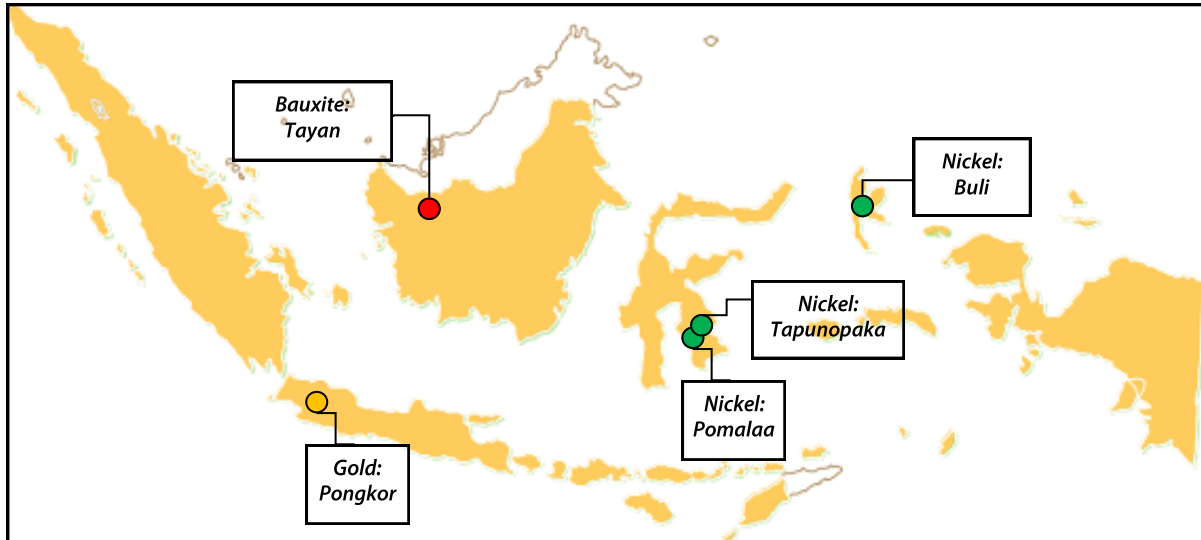 Bauxite:
Tayan
Nickel:
Buli
Nickel:
Tapunopaka
Nickel:
Pomalaa
Gold:
Pongkor